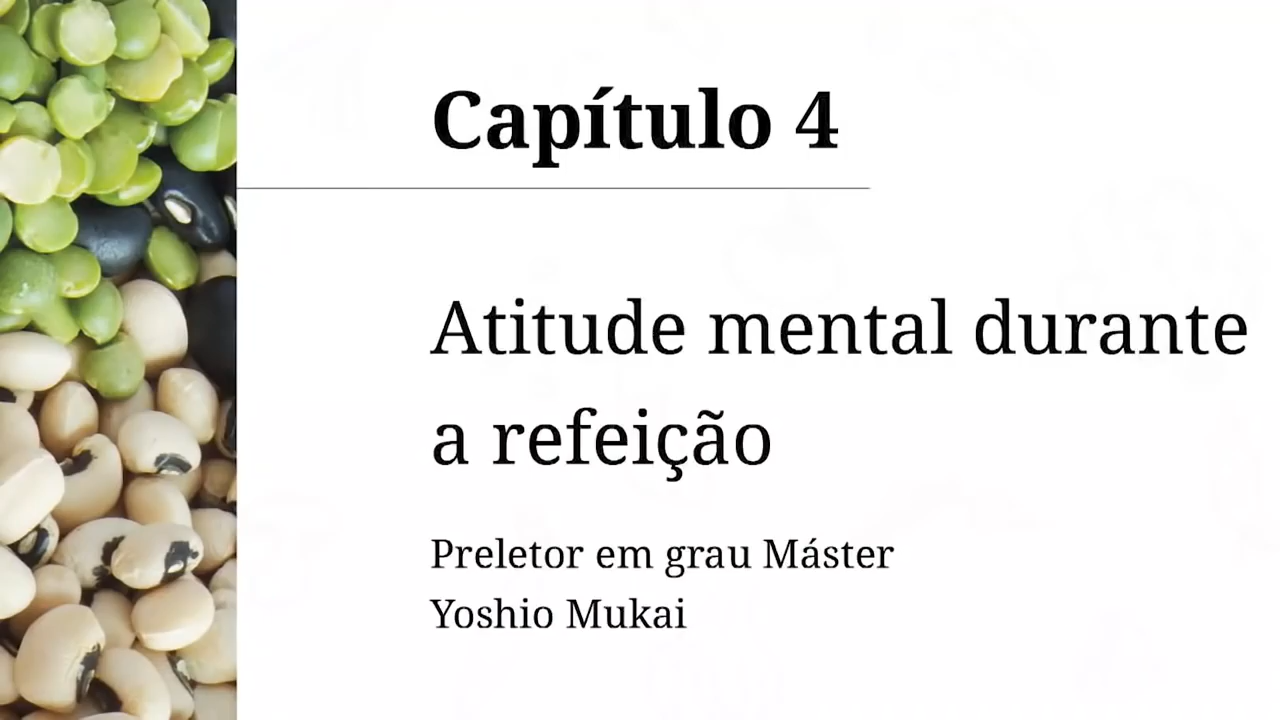 Capítulo 4
Atitude mental durante
a refeição
Preletor em grau Máster
Yoshio Mukai